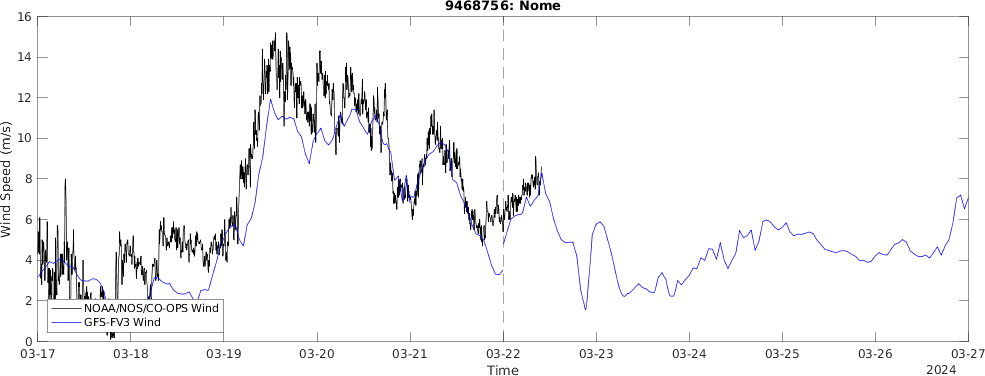 9468756: Nome
Wind Speed (m/s)
16
14
12
10
8
6
4
2
0
NOAA/NOS/CO-OPS Wind
GFS-FV3 Wind
03-17 03-18 03-19 03-20 03-21 03-22 03-23 03-24 03-25 03-26 03-27
Time
2024